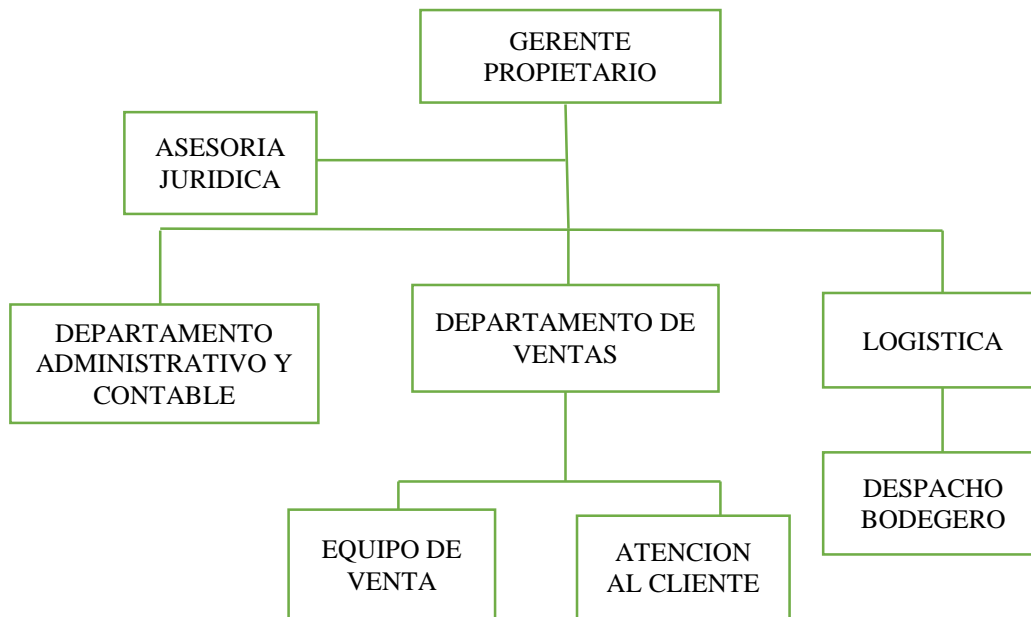 GERENTE
PROPIETARIO
ASESORIA
JURIDICA
DEPARTAMENTO
ADMINISTRATIVO Y
CONTABLE
DEPARTAMENTO DE
VENTAS
LOGISTICA
EQUIPO DE
VENTA
ATENCION
AL CLIENTE
DESPACHO
BODEGERO